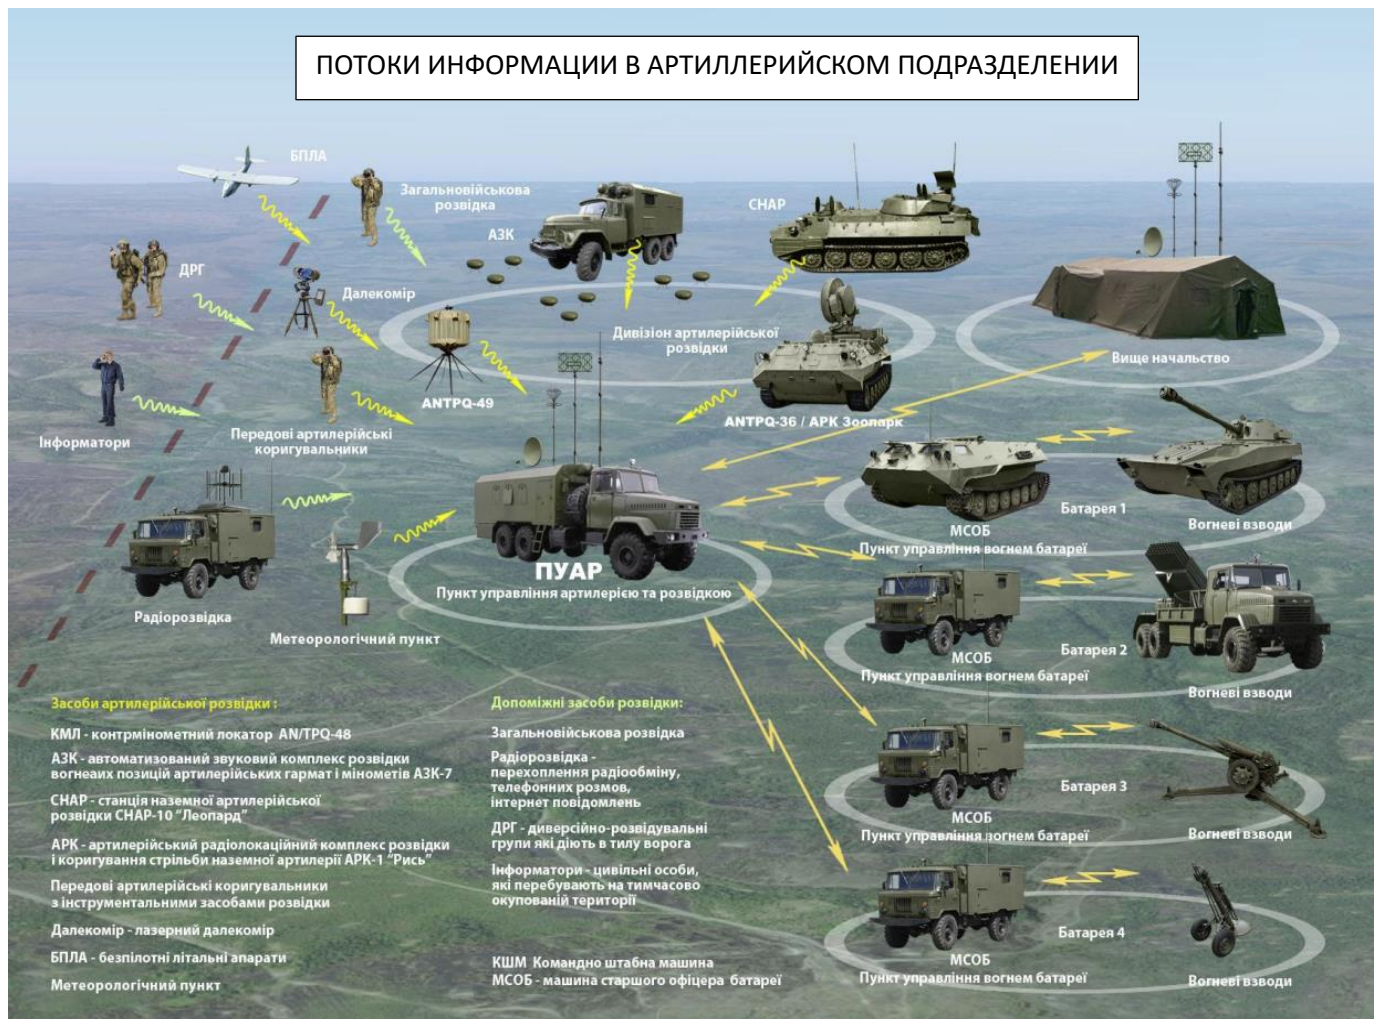 ПОТОКИ ИНФОРМАЦИИ В АРТИЛЛЕРИЙСКОМ ПОДРАЗДЕЛЕНИИ
БПЛА
Загальновійськова
розвідка
АЗК
СНАР
ДРГ
Далекомір
Дивізіон артилерійської
розвідки
Вище начальство
ANTPQ-49
ANTPQ-36 / АРК Зоопарк
Інформатори
Передові артилерійські
коригувальники
Батарея 1
МСОБ
Пункт управління вогнем батареї
Вогневі взводи
ПУАР
Пункт управління артилерією та розвідкою
Радіорозвідка
Метеорологічний пункт
Батарея 2
МСОБ
Пункт управління вогнем батареї
Вогневі взводи
Батарея 3
МСОБ
Пункт управління вогнем батареї
Вогневі взводи
Батарея 4
МСОБ
Пункт управління вогнем батареї
Вогневі взводи
Засоби артилерійської розвідки :
КМЛ - контрмінометний локатор AN/TPQ-48
АЗК - автоматизований звуковий комплекс розвідки
вогнеаих позицій артилерійських гармат і мінометів АЗК-7
СНАР - станція наземної артилерійської
розвідки СНАР-10 "Леопард"
АРК - артилерійський радіолокаційний комплекс розвідки
і коригування стрільби наземної артилерії АРК-1 "Рись"
Передові артилерійські коригувальники
з інструментальними засобами розвідки
Далекомір - лазерний далекомір
БПЛА - безпілотні літальні апарати
Метеорологічний пункт
Допоміжні засоби розвідки:
Загальновійськова розвідка
Радіорозвідка -
перехоплення радіообміну,
телефонних розмов,
інтернет повідомлень
ДРГ - диверсійно-розвідувальні
групи які діють в тилу ворога
Інформатори - цивільні особи,
які перебувають на тимчасово
окупованій території
КШМ Командно штабна машина
МСОБ - машина старшого офіцера батареї